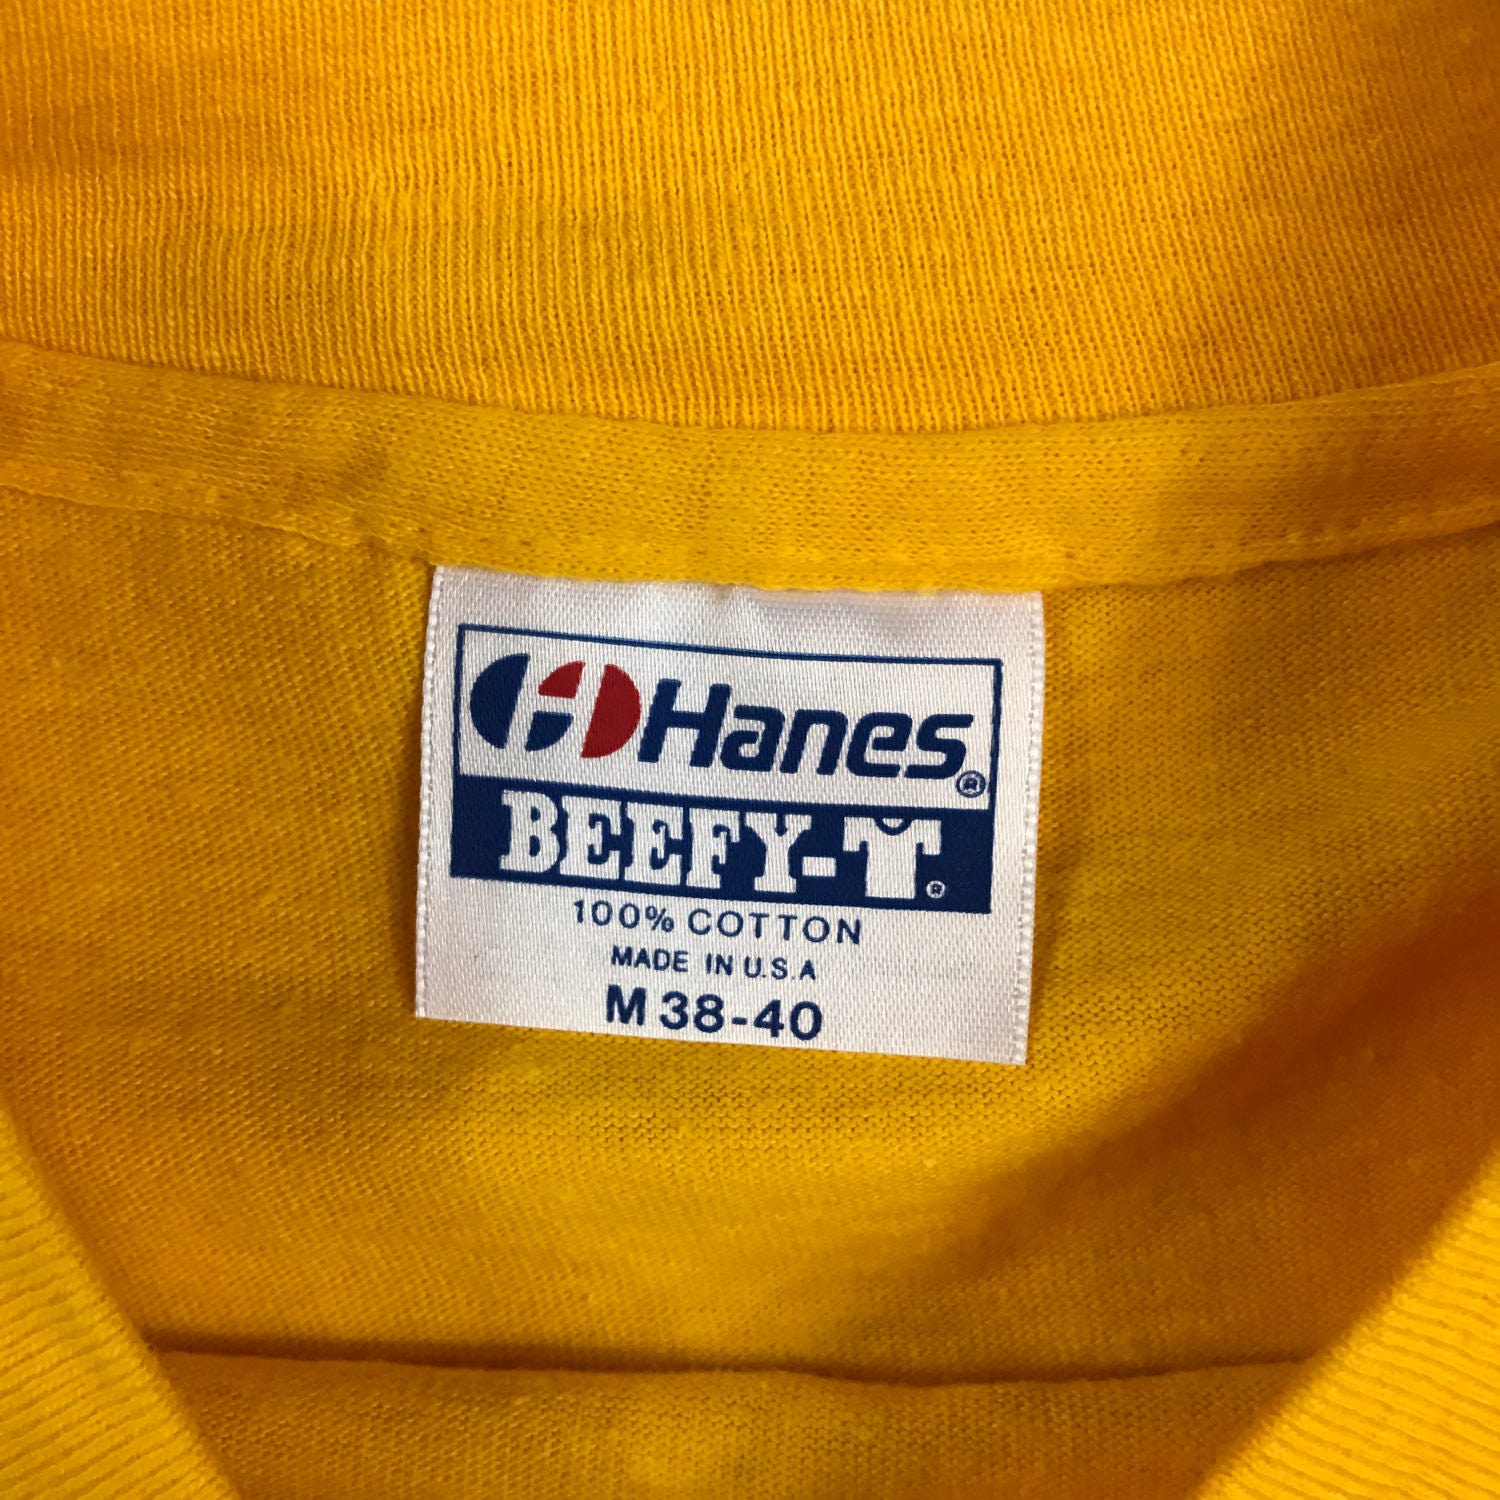 Hanes®
BEEFY-T®
100% COTTON
MADE IN U.S.A
M 38-40